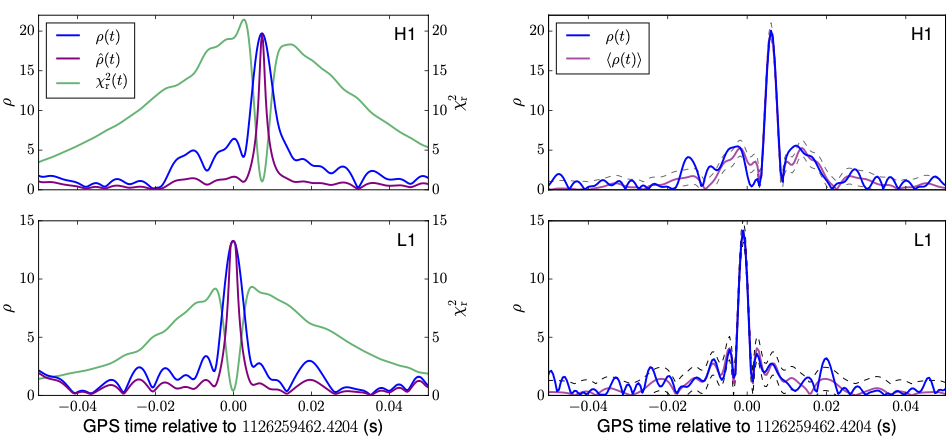 H1
ρ(t)
ρ̂(t)
χ²ᵣ(t)
20
15
10
5
0
ρ
20
15
10
5
0
χ²ᵣ
H1
ρ(t)
⟨ρ(t)⟩
20
15
10
5
0
ρ
L1
15
10
5
0
ρ
15
10
5
0
χ²ᵣ
−0.04 −0.02 0.00 0.02 0.04
GPS time relative to 1126259462.4204 (s)
L1
15
10
5
0
ρ
−0.04 −0.02 0.00 0.02 0.04
GPS time relative to 1126259462.4204 (s)